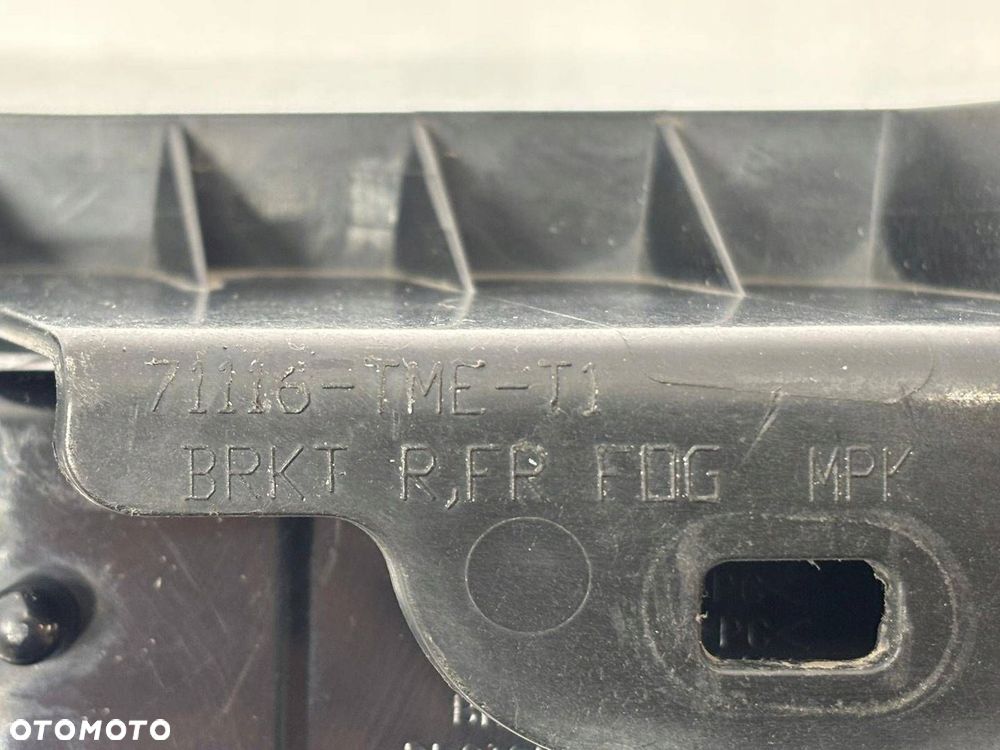 71116-TME-T1
BRKT R,FR FOG MPK
OTOMOTO